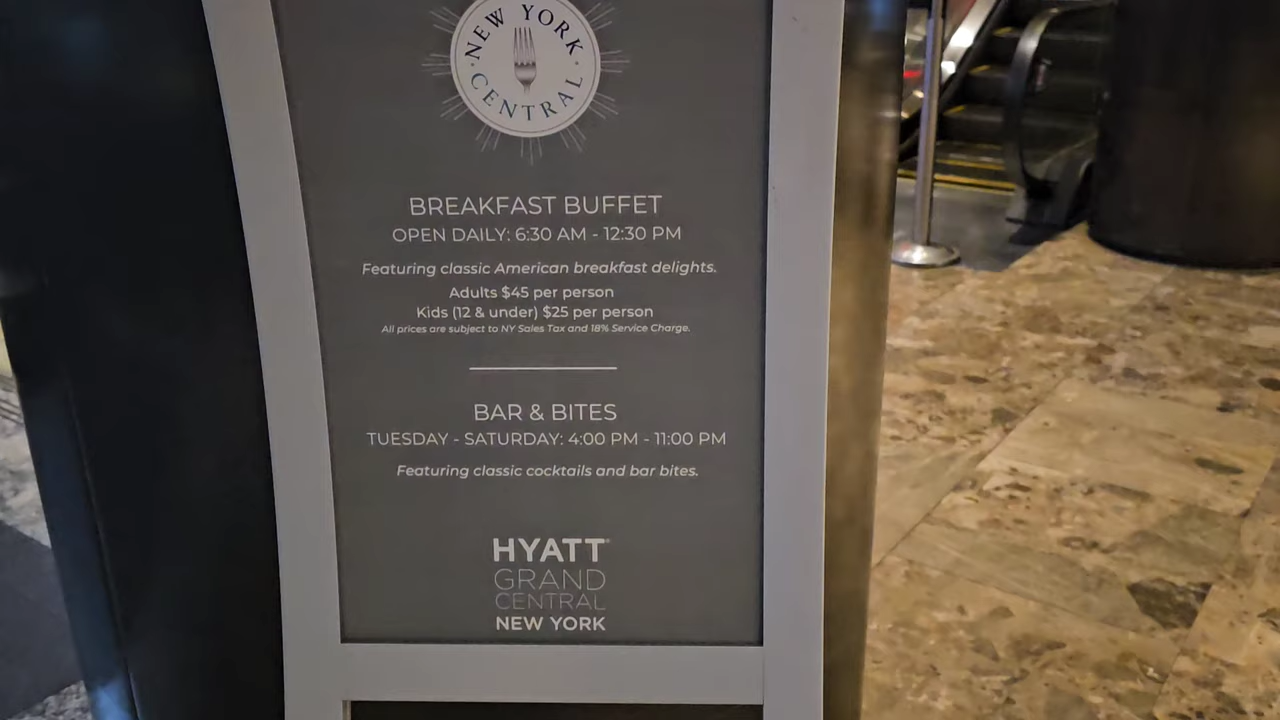 NEW YORK
CENTRAL
BREAKFAST BUFFET
OPEN DAILY: 6:30 AM - 12:30 PM
Featuring classic American breakfast delights.
Adults $45 per person
Kids (12 & under) $25 per person
All prices are subject to NY Sales Tax and 18% Service Charge.
BAR & BITES
TUESDAY - SATURDAY: 4:00 PM - 11:00 PM
Featuring classic cocktails and bar bites.
HYATT®
GRAND
CENTRAL
NEW YORK